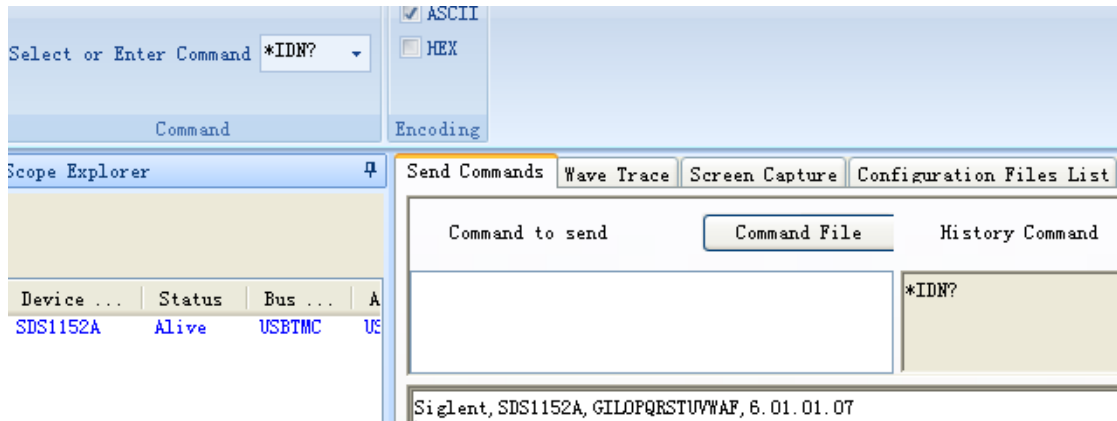 ASCII
Select or Enter Command *IDN?
HEX
Command
Encoding
Scope Explorer
Send Commands Wave Trace Screen Capture Configuration Files List
Command to send Command File History Command
*IDN?
Device ... Status Bus ... A
SDS1152A Alive USBTMC US
Siglent,SDS1152A,GILOPQRSTUVWAF,6.01.01.07